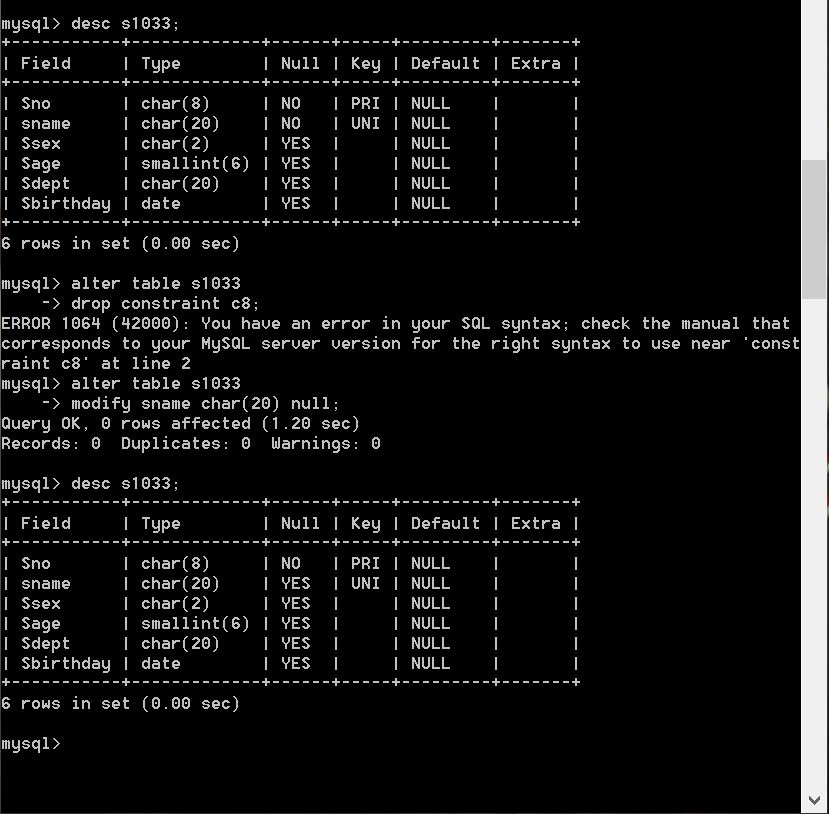 mysql> desc s1033;
+-----------+-------------+------+-----+---------+-------+
| Field     | Type        | Null | Key | Default | Extra |
+-----------+-------------+------+-----+---------+-------+
| Sno       | char(8)     | NO   | PRI | NULL    |       |
| sname     | char(20)    | NO   | UNI | NULL    |       |
| Ssex      | char(2)     | YES  |     | NULL    |       |
| Sage      | smallint(6) | YES  |     | NULL    |       |
| Sdept     | char(20)    | YES  |     | NULL    |       |
| Sbirthday | date        | YES  |     | NULL    |       |
+-----------+-------------+------+-----+---------+-------+
6 rows in set (0.00 sec)
mysql> alter table s1033
    -> drop constraint c8;
ERROR 1064 (42000): You have an error in your SQL syntax; check the manual that
corresponds to your MySQL server version for the right syntax to use near 'const
raint c8' at line 2
mysql> alter table s1033
    -> modify sname char(20) null;
Query OK, 0 rows affected (1.20 sec)
Records: 0  Duplicates: 0  Warnings: 0
mysql> desc s1033;
+-----------+-------------+------+-----+---------+-------+
| Field     | Type        | Null | Key | Default | Extra |
+-----------+-------------+------+-----+---------+-------+
| Sno       | char(8)     | NO   | PRI | NULL    |       |
| sname     | char(20)    | YES  | UNI | NULL    |       |
| Ssex      | char(2)     | YES  |     | NULL    |       |
| Sage      | smallint(6) | YES  |     | NULL    |       |
| Sdept     | char(20)    | YES  |     | NULL    |       |
| Sbirthday | date        | YES  |     | NULL    |       |
+-----------+-------------+------+-----+---------+-------+
6 rows in set (0.00 sec)
mysql>